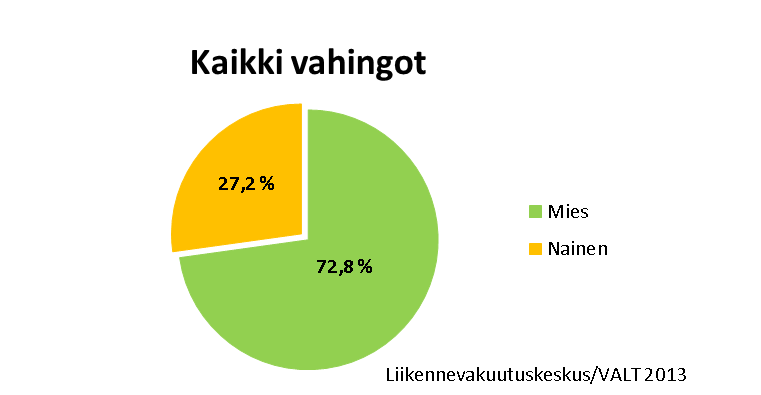 Kaikki vahingot
27,2 %
72,8 %
Mies
Nainen
Liikennevakuutuskeskus/VALT 2013